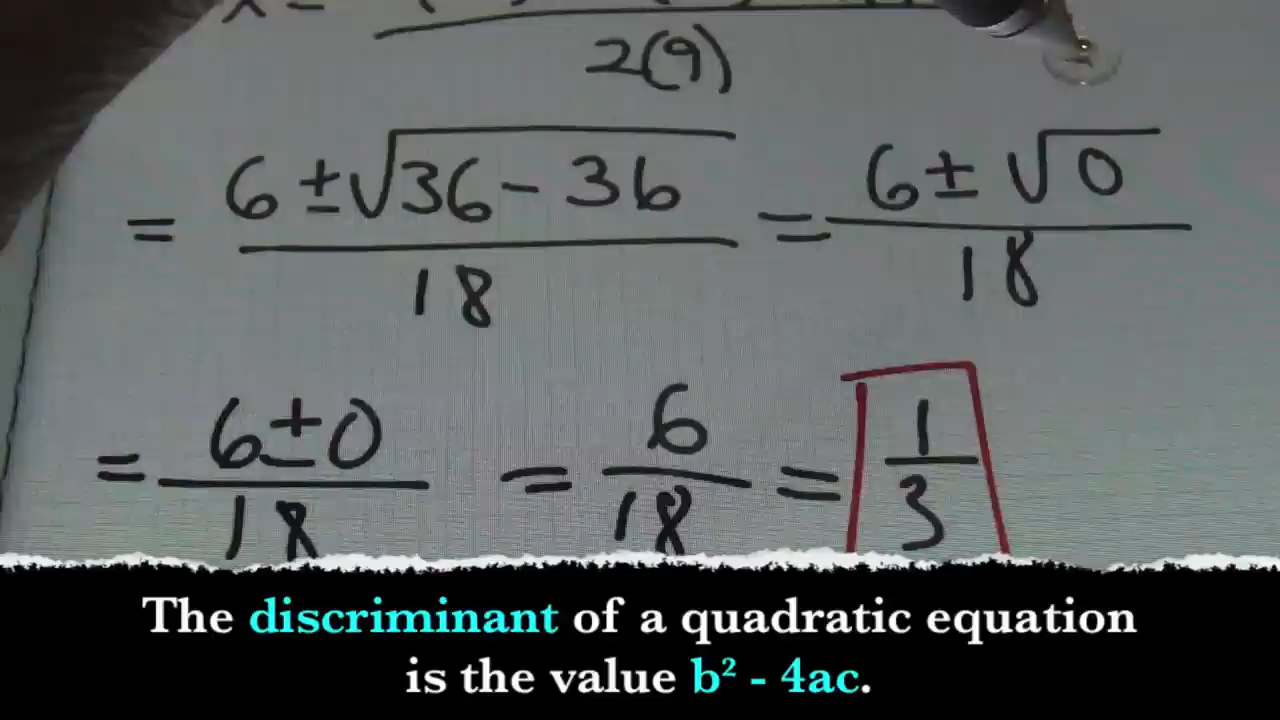 x =
2(9)
= 6 ± √36 - 36 / 18 = 6 ± √0 / 18
= 6 ± 0 / 18 = 6 / 18 = 1 / 3
The discriminant of a quadratic equation
is the value b² - 4ac.